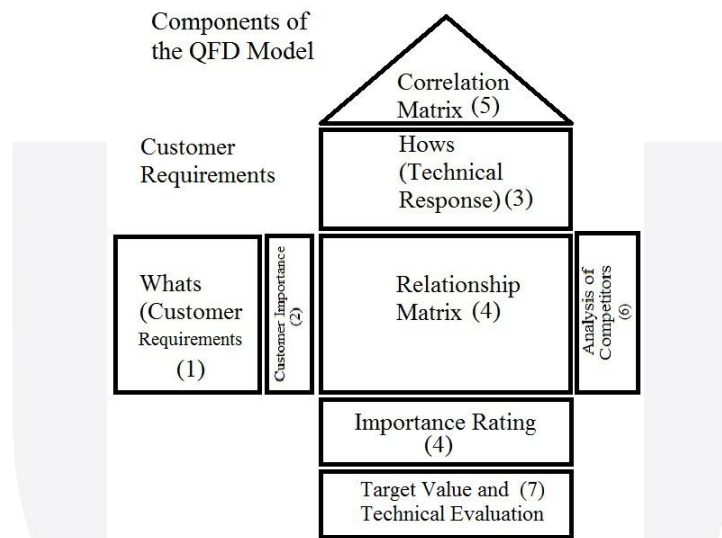 Components of
the QFD Model
Correlation
Matrix (5)
Customer
Requirements
Hows
(Technical
Response) (3)
Whats
(Customer
Requirements
(1)
Customer Importance
(2)
Relationship
Matrix (4)
Analysis of
Competitors
(6)
Importance Rating
(4)
Target Value and (7)
Technical Evaluation